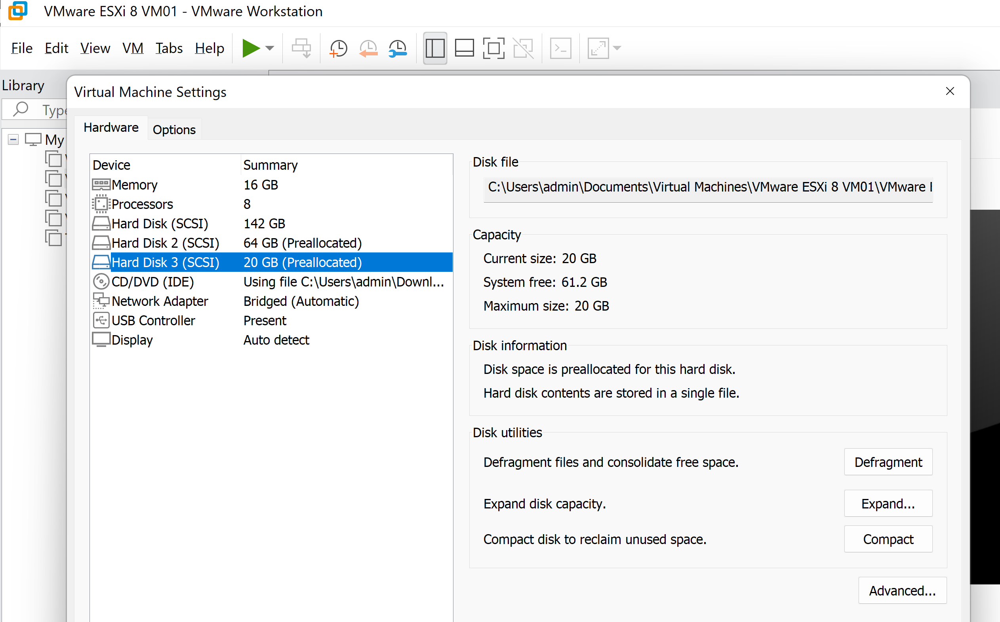 VMware ESXi 8 VM01 - VMware Workstation
File Edit View VM Tabs Help
Library
Virtual Machine Settings
Type
My
Hardware Options
Device Summary
Memory 16 GB
Processors 8
Hard Disk (SCSI) 142 GB
Hard Disk 2 (SCSI) 64 GB (Preallocated)
Hard Disk 3 (SCSI) 20 GB (Preallocated)
CD/DVD (IDE) Using file C:\Users\admin\Downl...
Network Adapter Bridged (Automatic)
USB Controller Present
Display Auto detect
Disk file
C:\Users\admin\Documents\Virtual Machines\VMware ESXi 8 VM01\VMware
Capacity
Current size: 20 GB
System free: 61.2 GB
Maximum size: 20 GB
Disk information
Disk space is preallocated for this hard disk.
Hard disk contents are stored in a single file.
Disk utilities
Defragment files and consolidate free space. Defragment
Expand disk capacity. Expand...
Compact disk to reclaim unused space. Compact
Advanced...